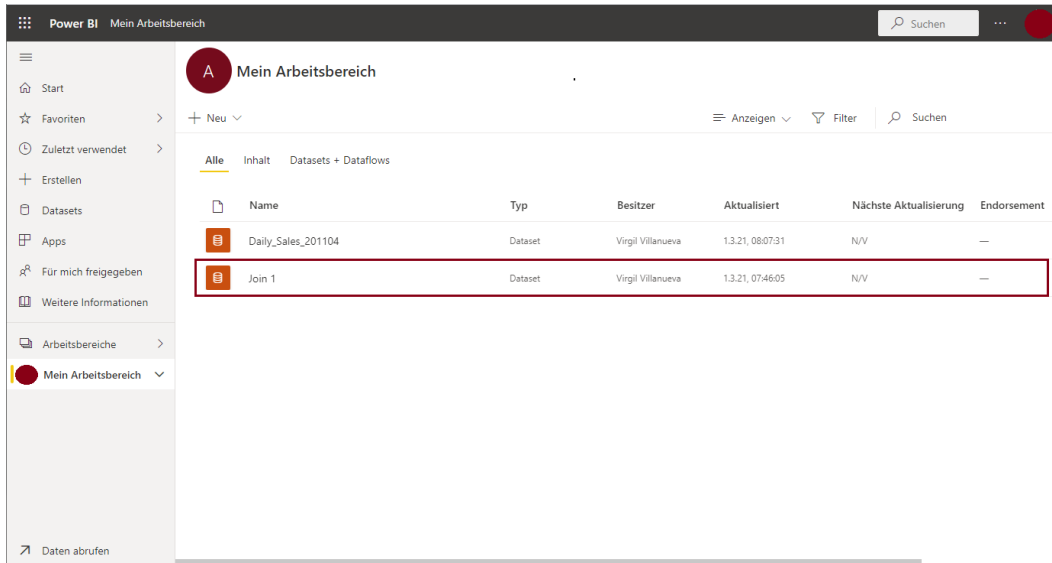 Power BI Mein Arbeitsbereich Suchen ...
A Mein Arbeitsbereich
Start
Favoriten
Zuletzt verwendet
Erstellen
Datasets
Apps
Für mich freigegeben
Weitere Informationen
Arbeitsbereiche
Mein Arbeitsbereich
Daten abrufen
Neu Anzeigen Filter Suchen
Alle Inhalt Datasets + Dataflows
Name Typ Besitzer Aktualisiert Nächste Aktualisierung Endorsement
Daily_Sales_201104 Dataset Virgil Villanueva 1.3.21, 08:07:31 N/V —
Join 1 Dataset Virgil Villanueva 1.3.21, 07:46:05 N/V —